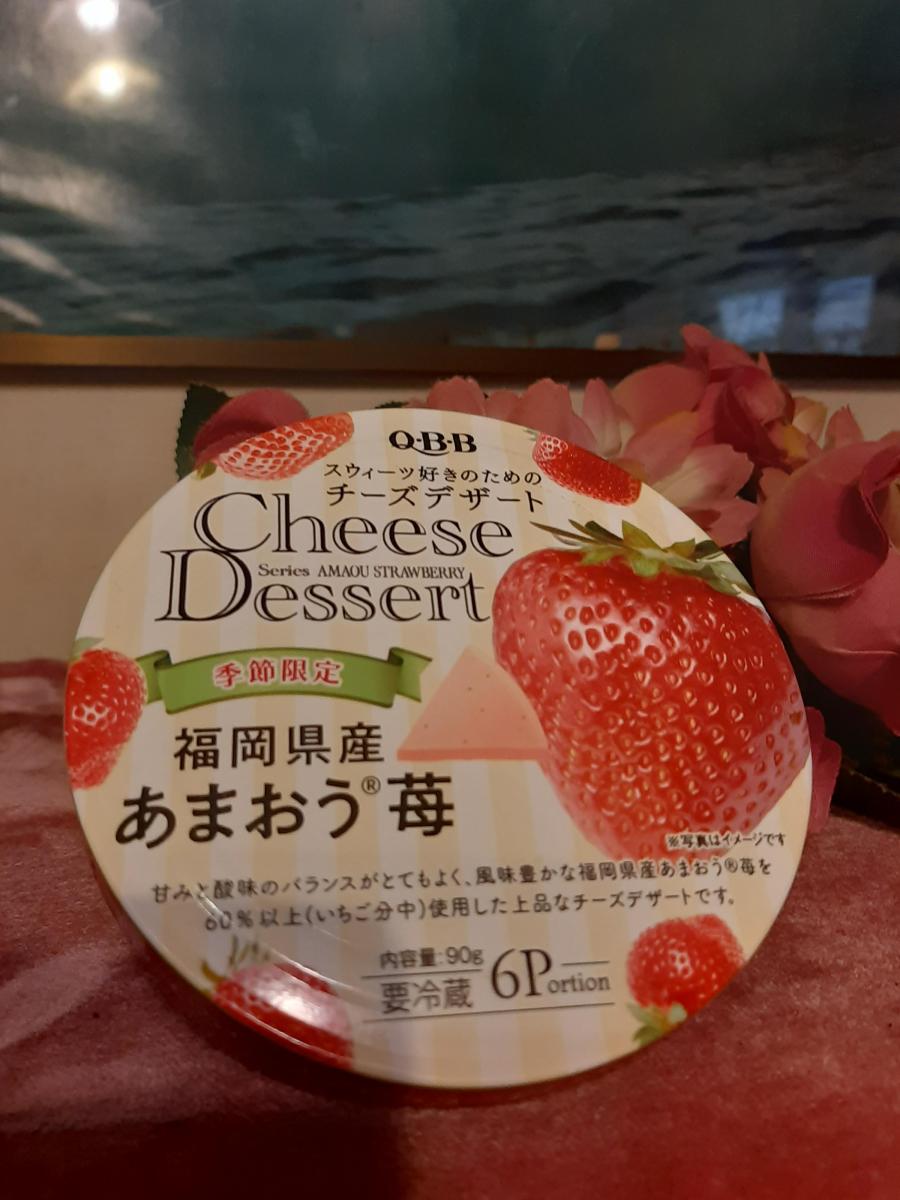 Q·B·B
スウィーツ好きのための
チーズデザート
Cheese
Series AMAOU STRAWBERRY
Dessert
季節限定
福岡県産
あまおう®苺
※写真はイメージです
甘みと酸味のバランスがとてもよく、風味豊かな福岡県産あまおう®苺を
60%以上(いちご分中)使用した上品なチーズデザートです。
内容量:90g
要冷蔵
6Portion